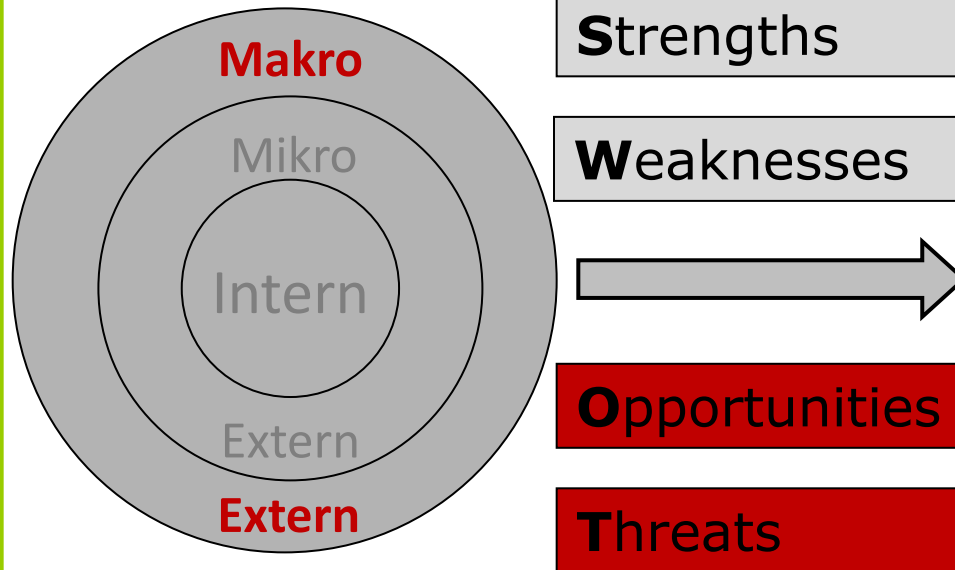 Makro
Mikro
Intern
Extern
Extern
Strengths
Weaknesses
Opportunities
Threats